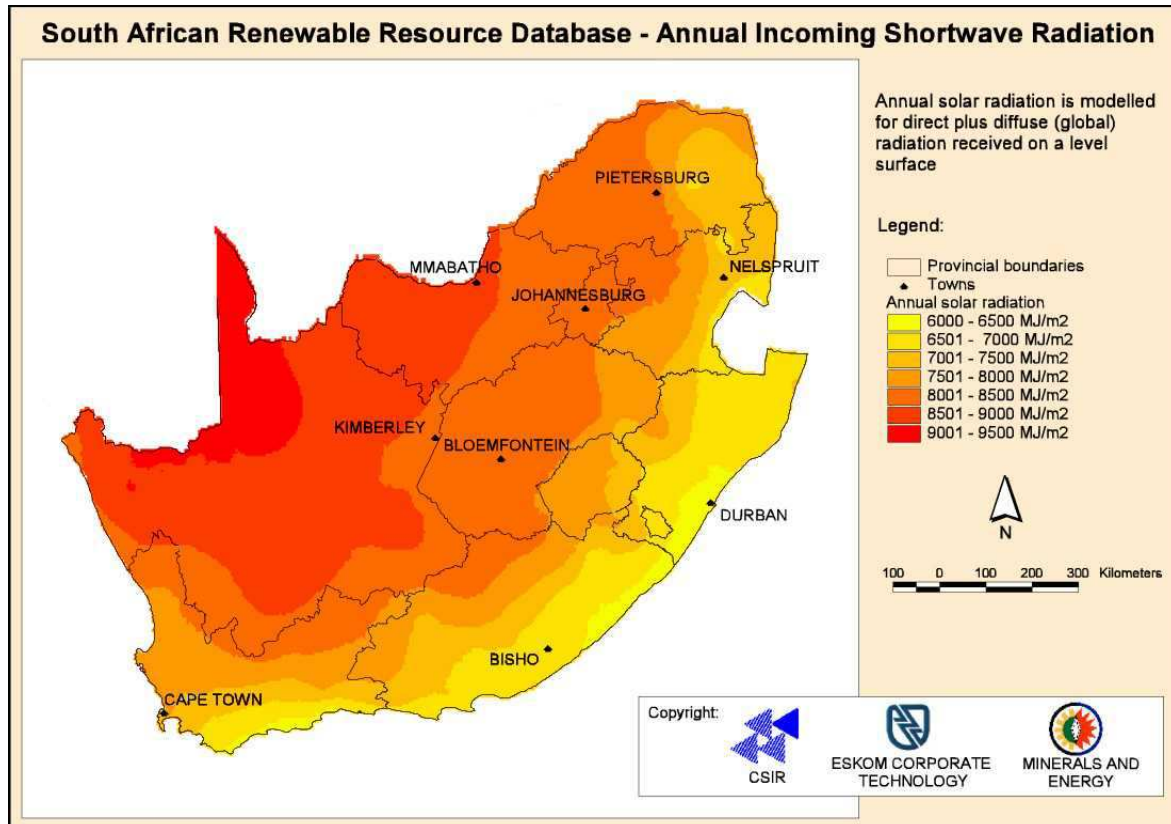 South African Renewable Resource Database - Annual Incoming Shortwave Radiation
Annual solar radiation is modelled
for direct plus diffuse (global)
radiation received on a level
surface
PIETERSBURG
Legend:
Provincial boundaries
Towns
Annual solar radiation
6000 - 6500 MJ/m2
6501 - 7000 MJ/m2
7001 - 7500 MJ/m2
7501 - 8000 MJ/m2
8001 - 8500 MJ/m2
8501 - 9000 MJ/m2
9001 - 9500 MJ/m2
MMABATHO
NELSPRUIT
JOHANNESBURG
KIMBERLEY
BLOEMFONTEIN
DURBAN
N
100 0 100 200 300 Kilometers
BISHO
CAPE TOWN
Copyright:
CSIR
ESKOM CORPORATE
TECHNOLOGY
MINERALS AND
ENERGY